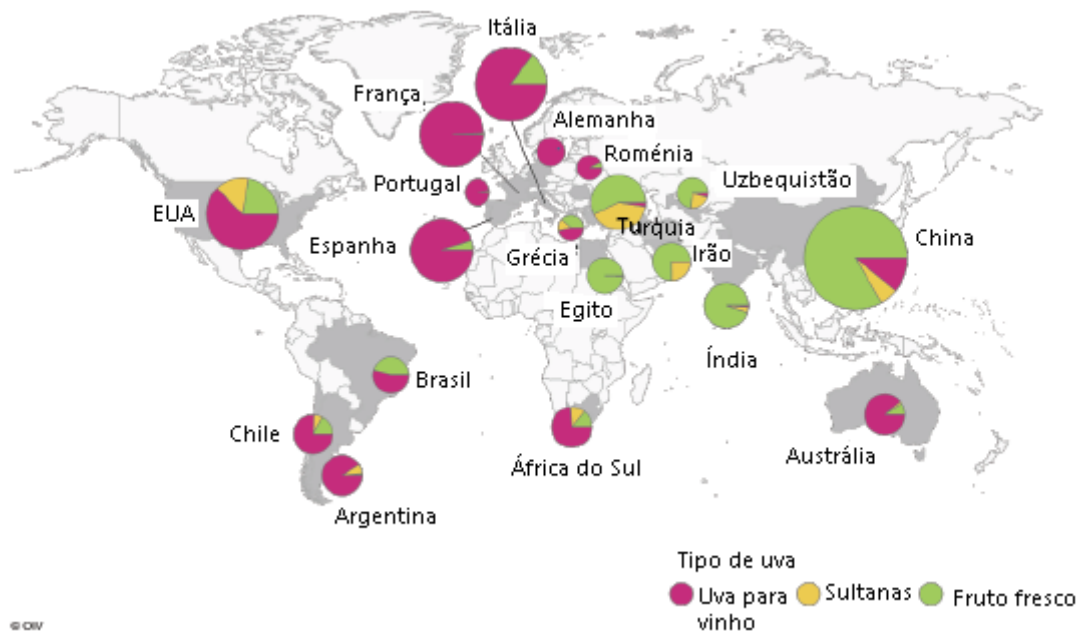 Itália
França
Alemanha
Roménia
Portugal
Uzbequistão
EUA
Turquia
China
Espanha
Grécia
Irão
Egito
Índia
Brasil
Chile
África do Sul
Austrália
Argentina
Tipo de uva
Uva para
vinho
Sultanas
Fruto fresco
© OIV